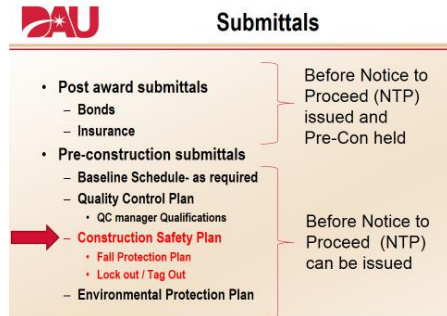 DAU
Submittals
• Post award submittals
– Bonds
– Insurance
• Pre-construction submittals
– Baseline Schedule- as required
– Quality Control Plan
• QC manager Qualifications
– Construction Safety Plan
• Fall Protection Plan
• Lock out / Tag Out
– Environmental Protection Plan
Before Notice to
Proceed (NTP)
issued and
Pre-Con held
Before Notice to
Proceed (NTP)
can be issued